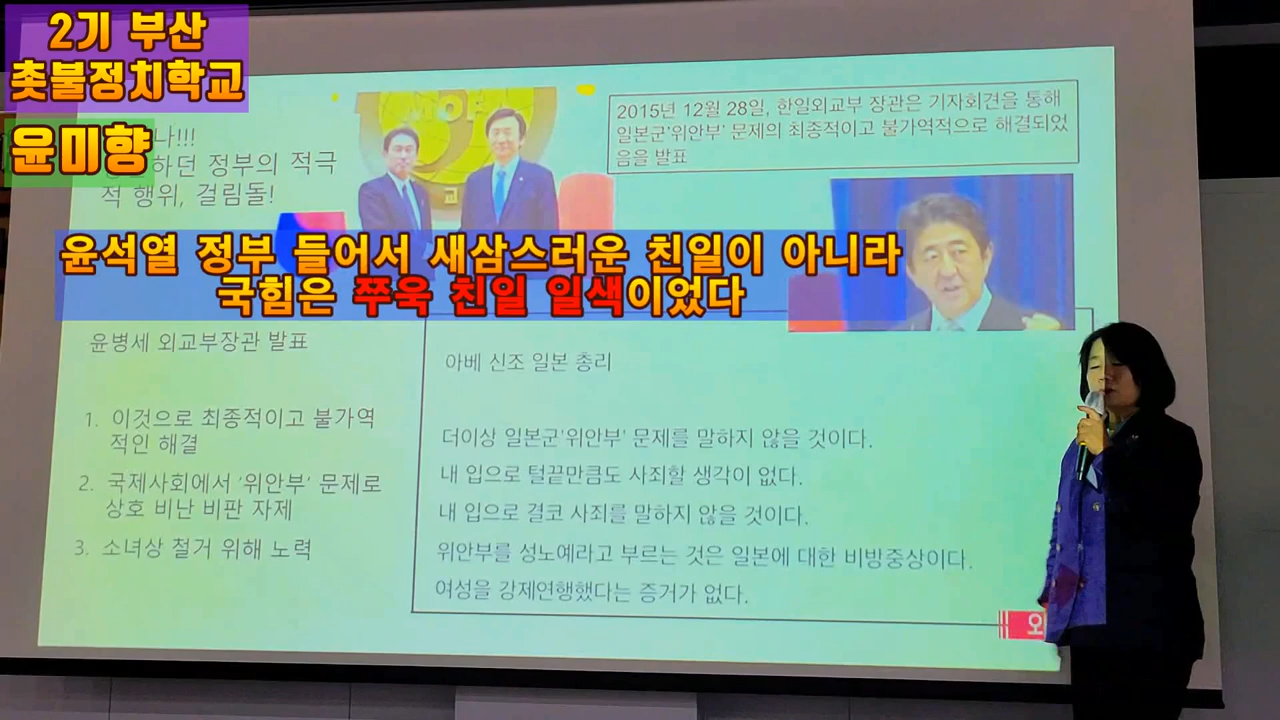 2기 부산
촛불정치학교
윤미향
나!!!
하던 정부의 적극
적 행위, 걸림돌!
MOFA
교
2015년 12월 28일, 한일외교부 장관은 기자회견을 통해
일본군'위안부' 문제의 최종적이고 불가역적으로 해결되었
음을 발표
윤석열 정부 들어서 새삼스러운 친일이 아니라
국힘은 쭈욱 친일 일색이었다
윤병세 외교부장관 발표
1. 이것으로 최종적이고 불가역
적인 해결
2. 국제사회에서 '위안부' 문제로
상호 비난 비판 자제
3. 소녀상 철거 위해 노력
아베 신조 일본 총리
더이상 일본군'위안부' 문제를 말하지 않을 것이다.
내 입으로 털끝만큼도 사죄할 생각이 없다.
내 입으로 결코 사죄를 말하지 않을 것이다.
위안부를 성노예라고 부르는 것은 일본에 대한 비방중상이다.
여성을 강제연행했다는 증거가 없다.